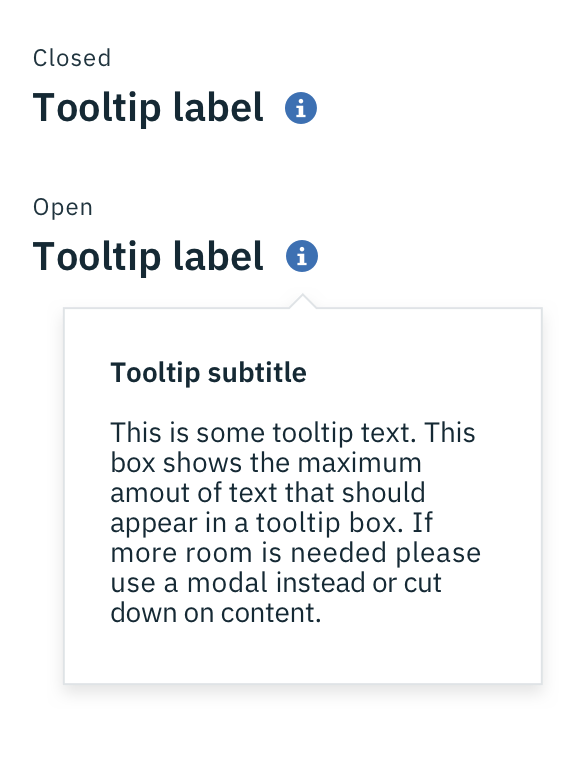 Closed
Tooltip label
Open
Tooltip label
Tooltip subtitle
This is some tooltip text. This
box shows the maximum
amout of text that should
appear in a tooltip box. If
more room is needed please
use a modal instead or cut
down on content.